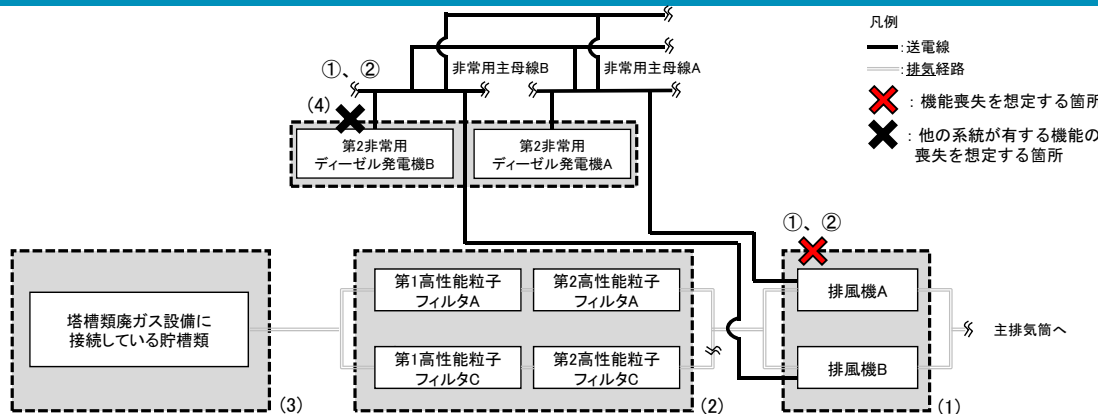 凡例
:送電線
:排気経路
: 機能喪失を想定する箇所
: 他の系統が有する機能の
喪失を想定する箇所
非常用主母線B
非常用主母線A
①、②
(4)
第2非常用
ディーゼル発電機B
第2非常用
ディーゼル発電機A
①、②
塔槽類廃ガス設備に
接続している貯槽類
(3)
第1高性能粒子
フィルタA
第2高性能粒子
フィルタA
第1高性能粒子
フィルタC
第2高性能粒子
フィルタC
(2)
排風機A
排風機B
(1)
主排気筒へ